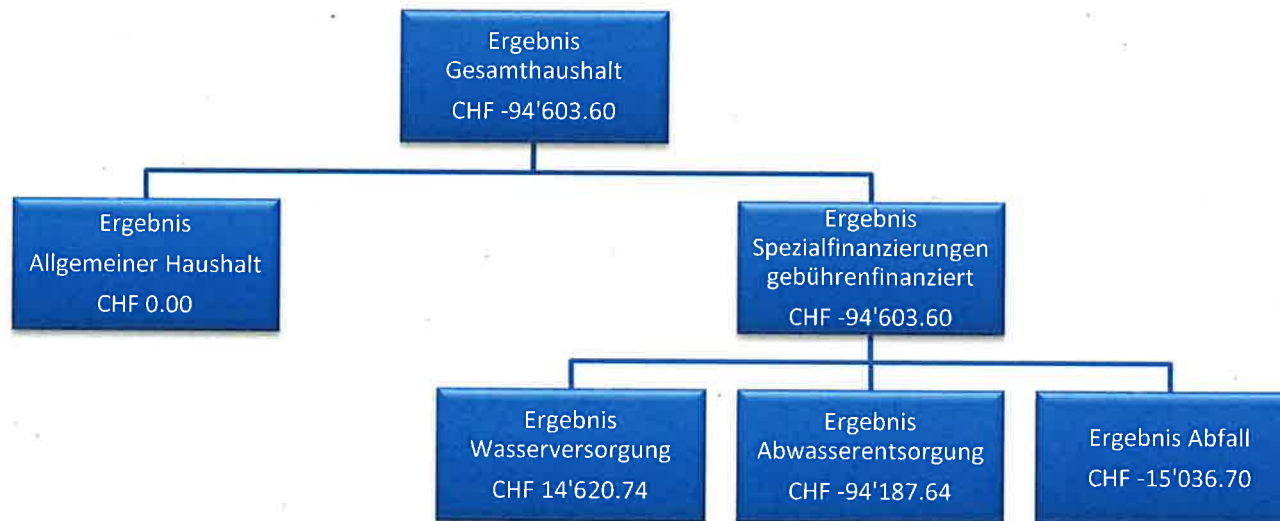 Ergebnis
Gesamthaushalt
CHF -94'603.60
Ergebnis
Allgemeiner Haushalt
CHF 0.00
Ergebnis
Spezialfinanzierungen
gebührenfinanziert
CHF -94'603.60
Ergebnis
Wasserversorgung
CHF 14'620.74
Ergebnis
Abwasserentsorgung
CHF -94'187.64
Ergebnis Abfall
CHF -15'036.70